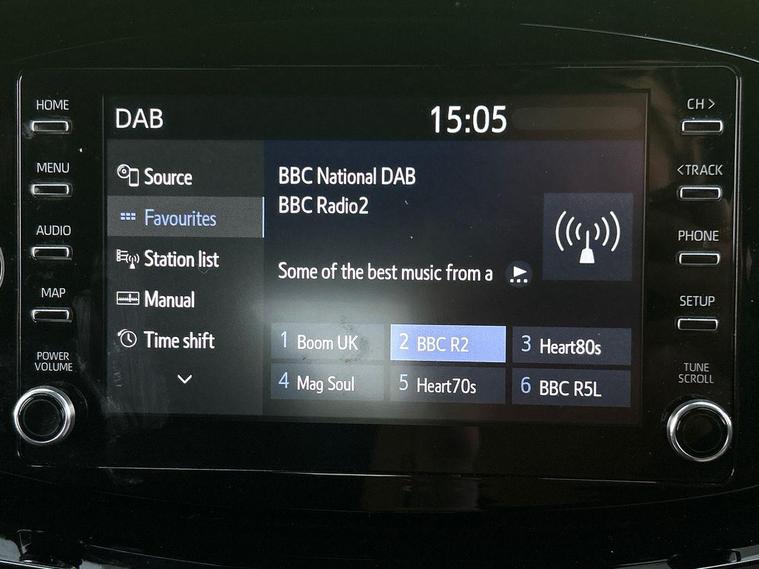 HOME
MENU
AUDIO
MAP
POWER
VOLUME
DAB
15:05
Source
Favourites
Station list
Manual
Time shift
BBC National DAB
BBC Radio2
Some of the best music from a
1 Boom UK
2 BBC R2
3 Heart80s
4 Mag Soul
5 Heart70s
6 BBC R5L
CH >
<TRACK
PHONE
SETUP
TUNE
SCROLL